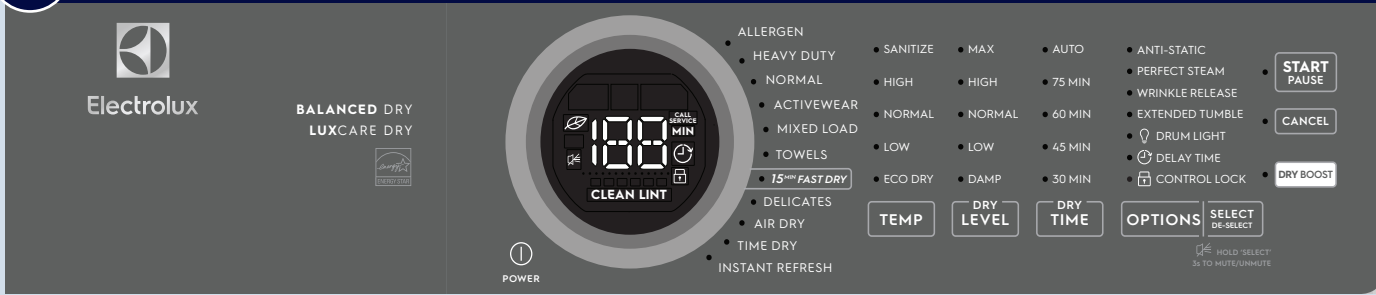 Electrolux
BALANCED DRY
LUXCARE DRY
ENERGY STAR
POWER
188
CALL
SERVICE
MIN
CLEAN LINT
ALLERGEN
HEAVY DUTY
NORMAL
ACTIVEWEAR
MIXED LOAD
TOWELS
15MIN FAST DRY
DELICATES
AIR DRY
TIME DRY
INSTANT REFRESH
SANITIZE
HIGH
NORMAL
LOW
ECO DRY
TEMP
MAX
HIGH
NORMAL
LOW
DAMP
DRY
LEVEL
AUTO
75 MIN
60 MIN
45 MIN
30 MIN
DRY
TIME
ANTI-STATIC
PERFECT STEAM
WRINKLE RELEASE
EXTENDED TUMBLE
DRUM LIGHT
DELAY TIME
CONTROL LOCK
OPTIONS
SELECT
DE-SELECT
HOLD 'SELECT'
3s TO MUTE/UNMUTE
START
PAUSE
CANCEL
DRY BOOST